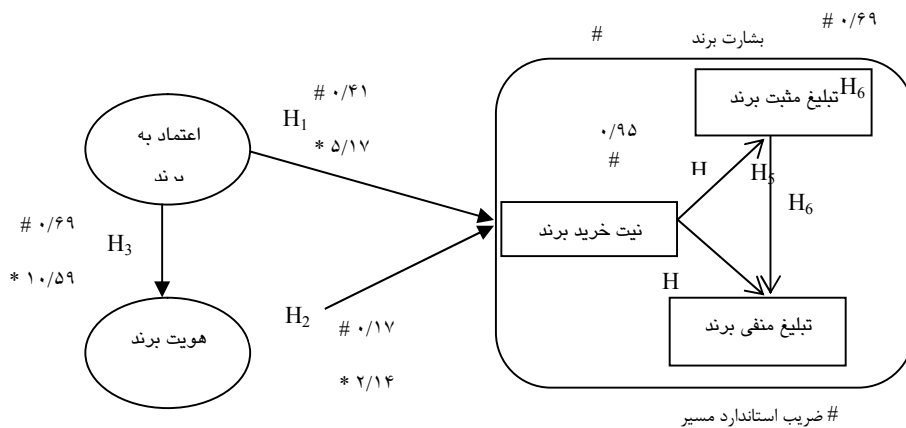 # ۰/۶۹
#
بشارت برند
# ۰/۴۱
H1
* ۵/۱۷
اعتماد به
برند
تبلیغ مثبت برند
H6
۰/۹۵
#
H
H5
H6
نیت خرید برند
# ۰/۶۹
H3
* ۱۰/۵۹
هویت برند
H2
# ۰/۱۷
* ۲/۱۴
H
تبلیغ منفی برند
# ضریب استاندارد مسیر